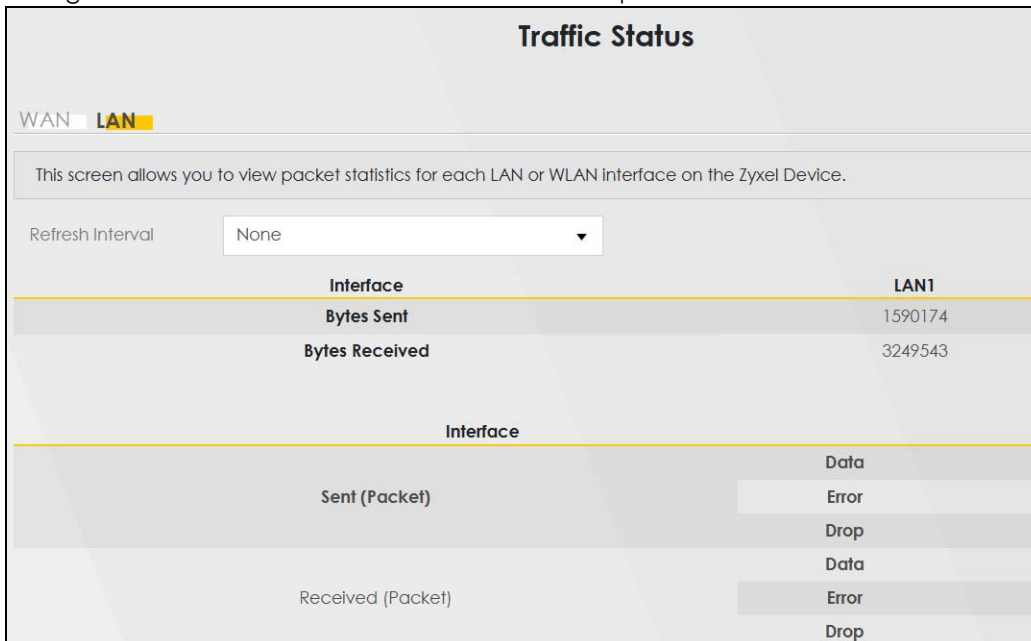 Traffic Status
WAN LAN
This screen allows you to view packet statistics for each LAN or WLAN interface on the Zyxel Device.
Refresh Interval None
Interface LAN1
Bytes Sent 1590174
Bytes Received 3249543
Interface
Data
Sent (Packet) Error
Drop
Data
Received (Packet) Error
Drop